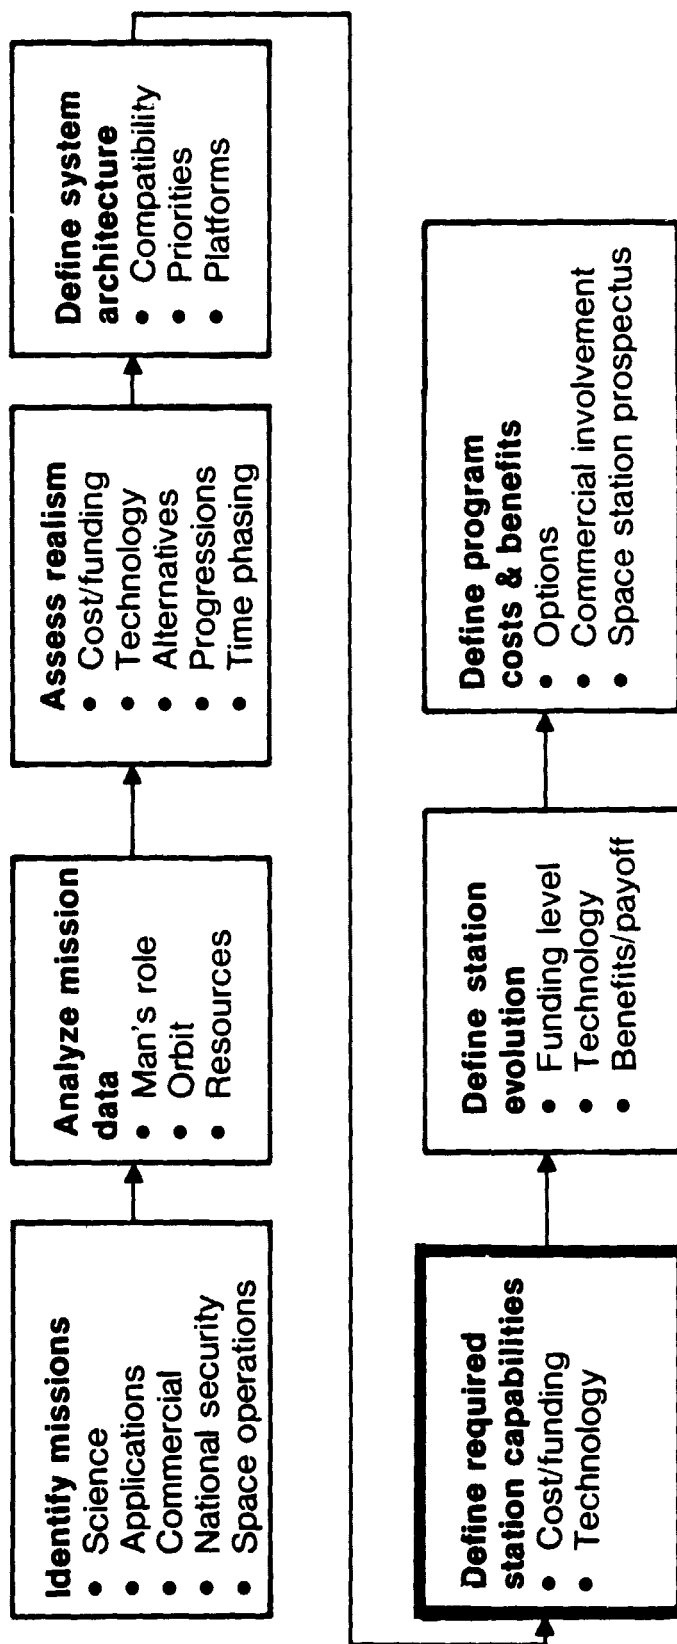 Identify missions
• Science
• Applications
• Commercial
• National security
• Space operations
Analyze mission
data
• Man's role
• Orbit
• Resources
Assess realism
• Cost/funding
• Technology
• Alternatives
• Progressions
• Time phasing
Define system
architecture
• Compatibility
• Priorities
• Platforms
Define required
station capabilities
• Cost/funding
• Technology
Define station
evolution
• Funding level
• Technology
• Benefits/payoff
Define program
costs & benefits
• Options
• Commercial involvement
• Space station prospectus